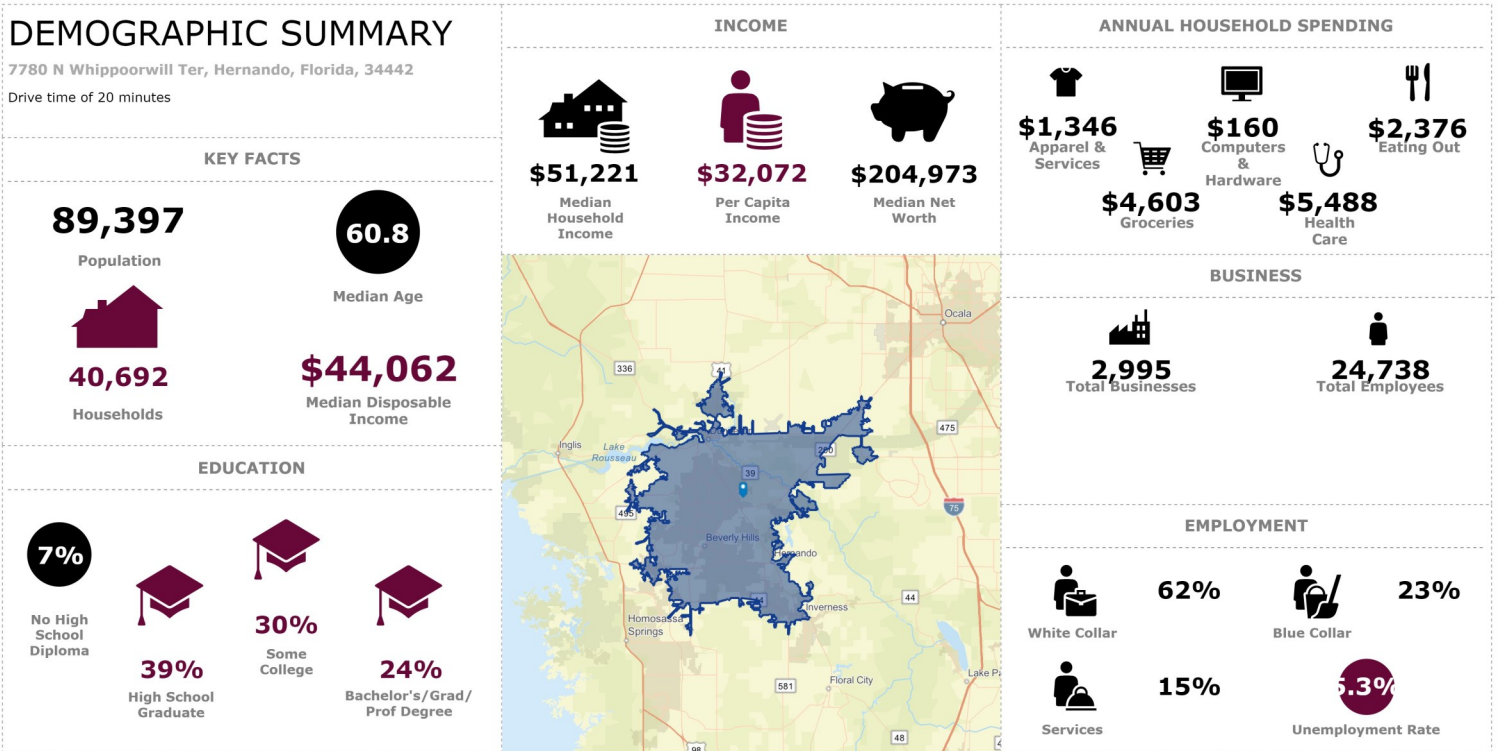 DEMOGRAPHIC SUMMARY
7780 N Whippoorwill Ter, Hernando, Florida, 34442
Drive time of 20 minutes
KEY FACTS
89,397
Population
60.8
Median Age
40,692
Households
$44,062
Median Disposable
Income
EDUCATION
7%
No High
School
Diploma
39%
High School
Graduate
30%
Some
College
24%
Bachelor's/Grad/
Prof Degree
INCOME
$51,221
Median
Household
Income
$32,072
Per Capita
Income
$204,973
Median Net
Worth
Ocala
336
41
475
Inglis
Lake
Rousseau
39
75
495
Beverly Hills
Hernando
44
Inverness
Homosassa
Springs
581
Floral City
48
98
ANNUAL HOUSEHOLD SPENDING
$1,346
Apparel &
Services
$160
Computers
&
Hardware
$2,376
Eating Out
$4,603
Groceries
$5,488
Health
Care
BUSINESS
2,995
Total Businesses
24,738
Total Employees
EMPLOYMENT
62%
White Collar
23%
Blue Collar
15%
Services
.3%
Unemployment Rate